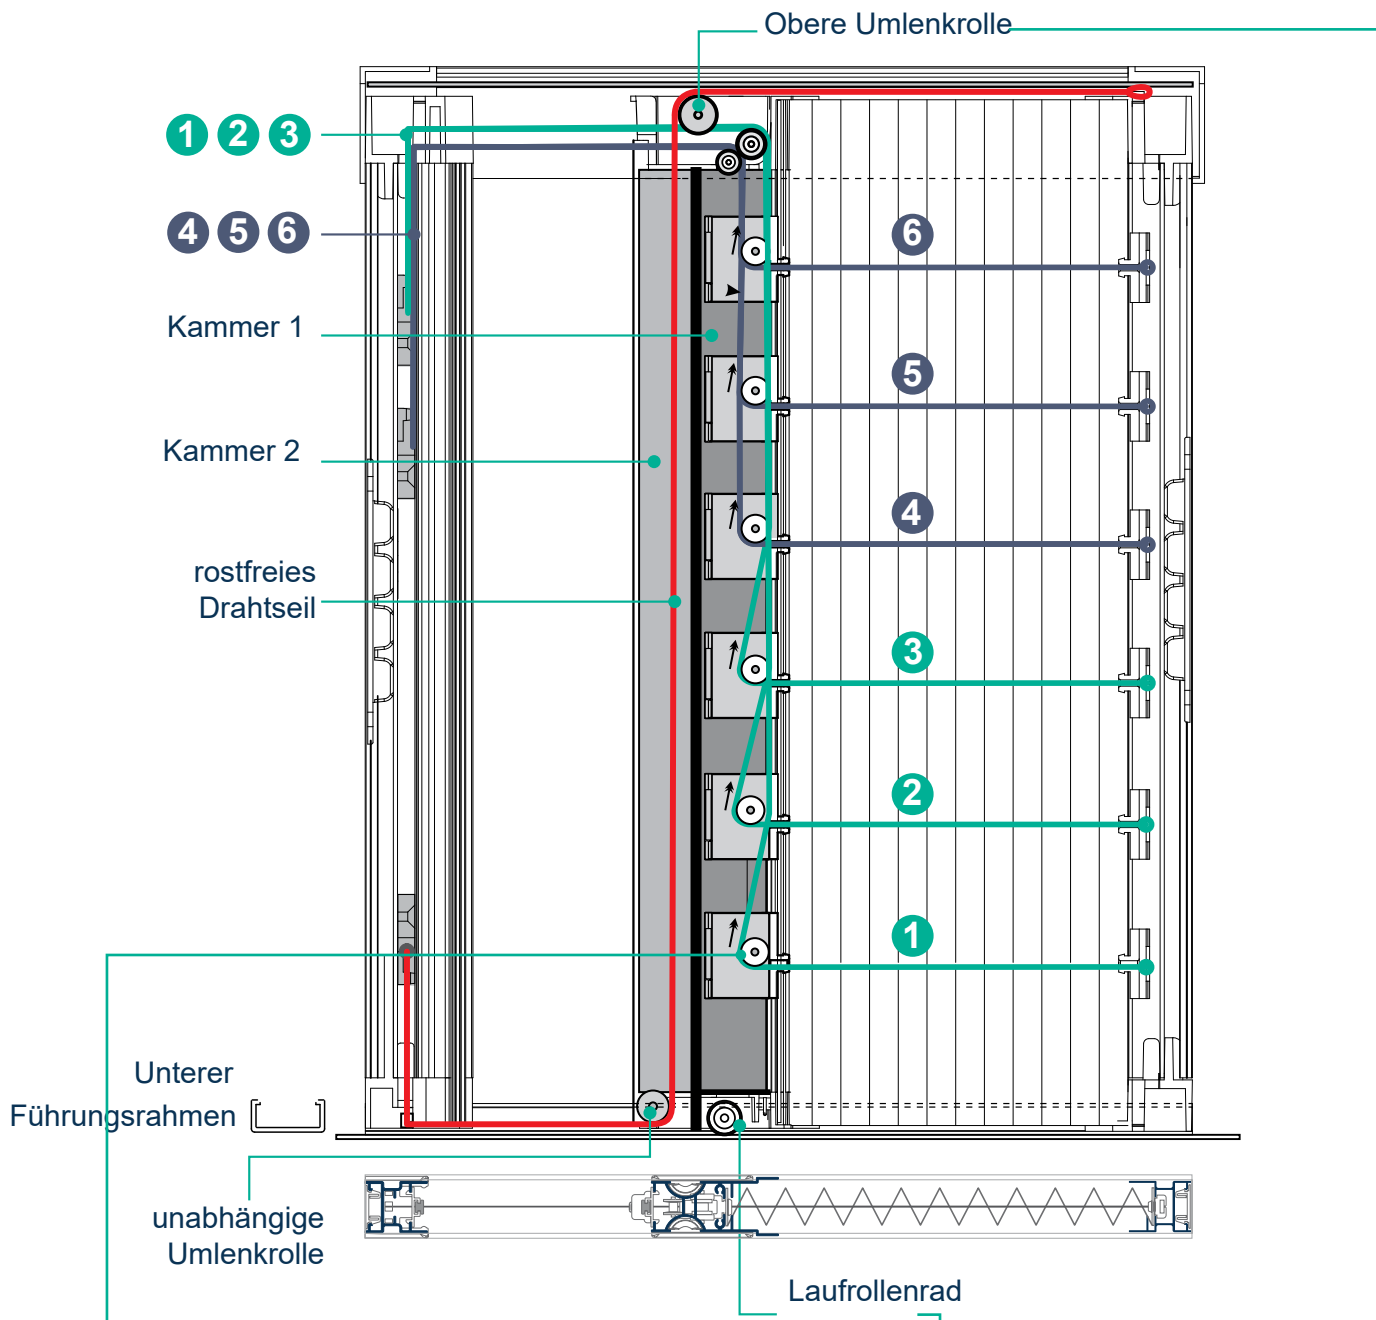 Obere Umlenkrolle
1 2 3
4 5 6
6
Kammer 1
5
Kammer 2
4
rostfreies
Drahtseil
3
2
1
Unterer
Führungsrahmen
unabhängige
Umlenkrolle
Laufrollenrad